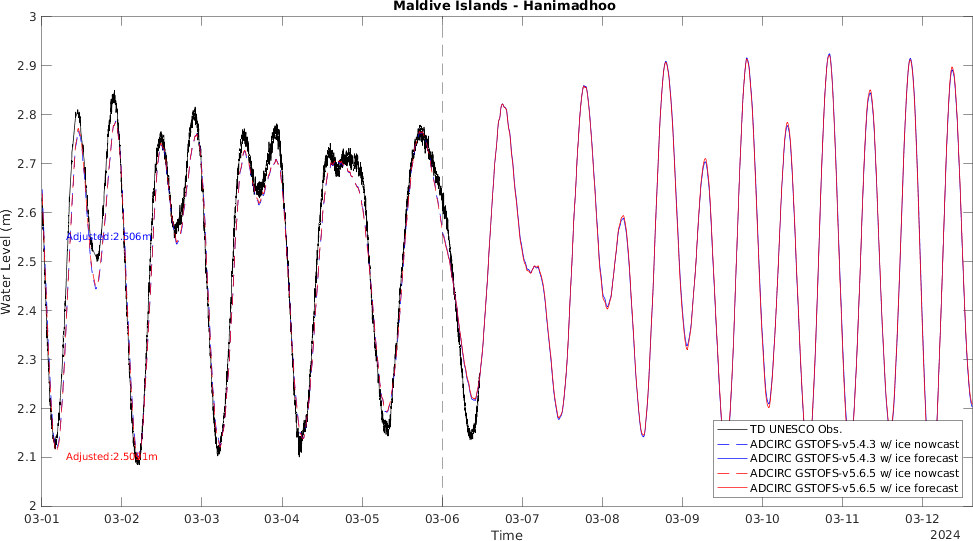 Maldive Islands - Hanimadhoo
Water Level (m)
3
2.9
2.8
2.7
2.6
2.5
2.4
2.3
2.2
2.1
2
Adjusted:2.506m
TD UNESCO Obs.
ADCIRC GSTOFS-v5.4.3 w/ ice nowcast
ADCIRC GSTOFS-v5.4.3 w/ ice forecast
ADCIRC GSTOFS-v5.6.5 w/ ice nowcast
ADCIRC GSTOFS-v5.6.5 w/ ice forecast
03-01 03-02 03-03 03-04 03-05 03-06 03-07 03-08 03-09 03-10 03-11 03-12
Time
2024